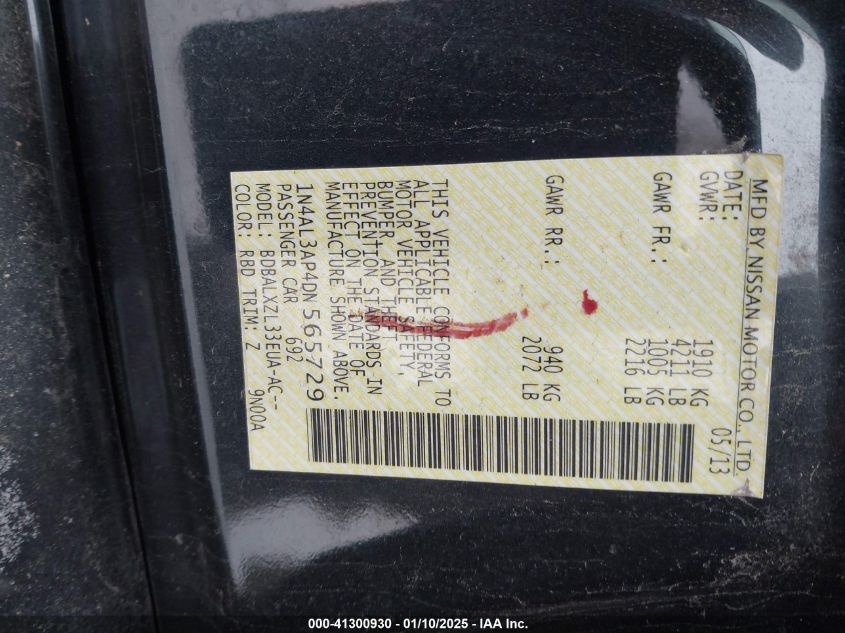 MFD BY NISSAN MOTOR CO., LTD
DATE: 05/13
GVWR: 1910 KG
4211 LB
GAWR FR.: 1005 KG
2216 LB
GAWR RR.: 940 KG
2072 LB
THIS VEHICLE CONFORMS TO
ALL APPLICABLE FEDERAL
MOTOR VEHICLE SAFETY,
BUMPER, AND THEFT
PREVENTION STANDARDS IN
EFFECT ON THE DATE OF
MANUFACTURE SHOWN ABOVE.
1N4AL3AP4DN565729
PASSENGER CAR 692
MODEL: BDBALXZL33EUA-AC--
COLOR: RBD TRIM: Z 9N00A
000-41300930 - 01/10/2025 - IAA Inc.